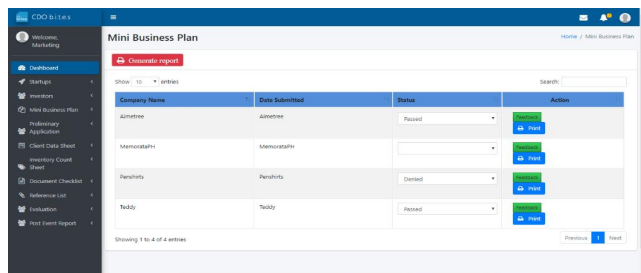 CDO b.i.t.e.s
Welcome,
Marketing
Dashboard
Startups
Investors
Mini Business Plan
Preliminary
Application
Client Data Sheet
Inventory Count
Sheet
Document Checklist
Reference List
Evaluation
Post Event Report
Mini Business Plan
Home / Mini Business Plan
Generate report
Show 10 entries
Search:
Company Name Date Submitted Status Action
Aimetree Aimetree Passed Feedback
Print
MemorataPH MemorataPH Feedback
Print
Penshirts Penshirts Denied Feedback
Print
Teddy Teddy Passed Feedback
Print
Showing 1 to 4 of 4 entries
Previous 1 Next